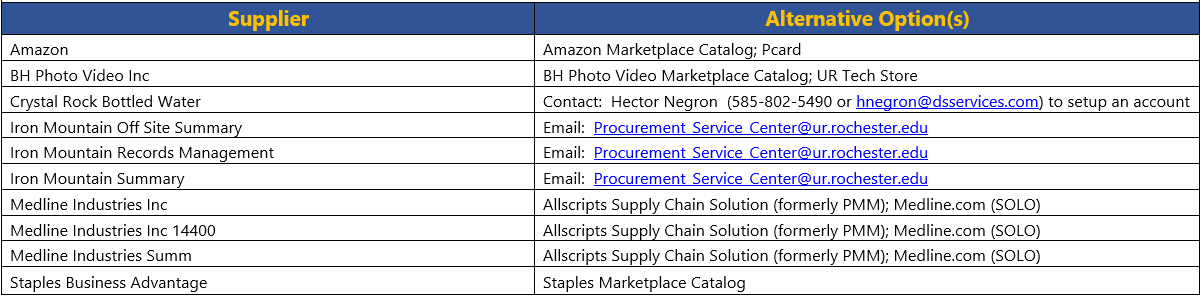 Supplier Alternative Option(s)
Amazon Amazon Marketplace Catalog; Pcard
BH Photo Video Inc BH Photo Video Marketplace Catalog; UR Tech Store
Crystal Rock Bottled Water Contact:  Hector Negron  (585-802-5490 or hnegron@dsservices.com) to setup an account
Iron Mountain Off Site Summary Email:  Procurement_Service_Center@ur.rochester.edu
Iron Mountain Records Management Email:  Procurement_Service_Center@ur.rochester.edu
Iron Mountain Summary Email:  Procurement_Service_Center@ur.rochester.edu
Medline Industries Inc Allscripts Supply Chain Solution (formerly PMM); Medline.com (SOLO)
Medline Industries Inc 14400 Allscripts Supply Chain Solution (formerly PMM); Medline.com (SOLO)
Medline Industries Summ Allscripts Supply Chain Solution (formerly PMM); Medline.com (SOLO)
Staples Business Advantage Staples Marketplace Catalog